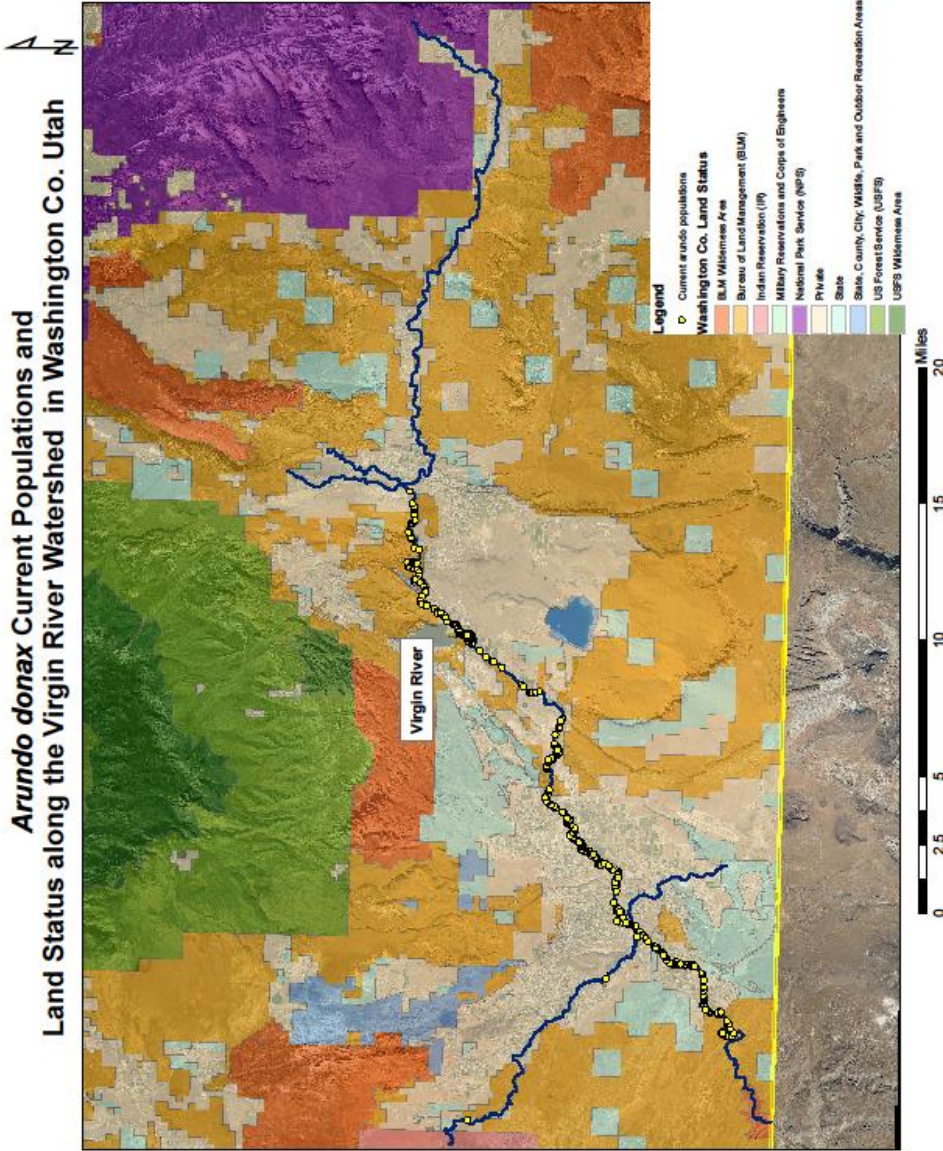 Arundo donax Current Populations and
Land Status along the Virgin River Watershed in Washington Co. Utah
N
Virgin River
Legend
Current arundo populations
Washington Co. Land Status
BLM Wilderness Area
Bureau of Land Management (BLM)
Indian Reservation (IR)
Military Reservations and Corps of Engineers
National Park Service (NPS)
Private
State
State, County, City; Wildlife, Park and Outdoor Recreation Areas
US Forest Service (USFS)
USFS Wilderness Area
Miles
0 2.5 5 10 15 20